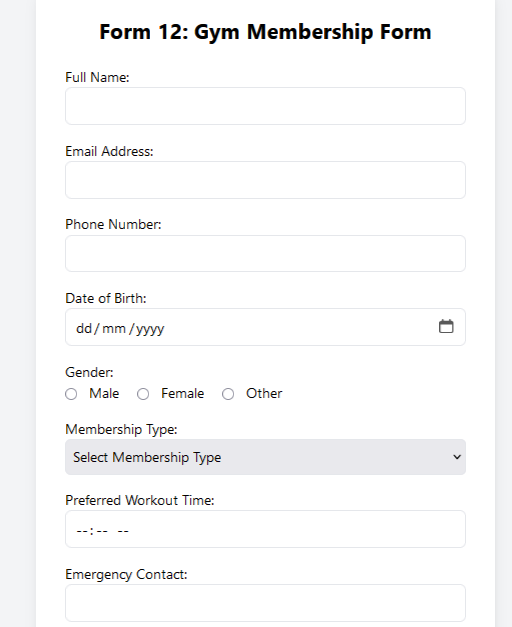 Form 12: Gym Membership Form
Full Name:
Email Address:
Phone Number:
Date of Birth:
dd/mm/yyyy
Gender:
Male Female Other
Membership Type:
Select Membership Type
Preferred Workout Time:
--:-- --
Emergency Contact: